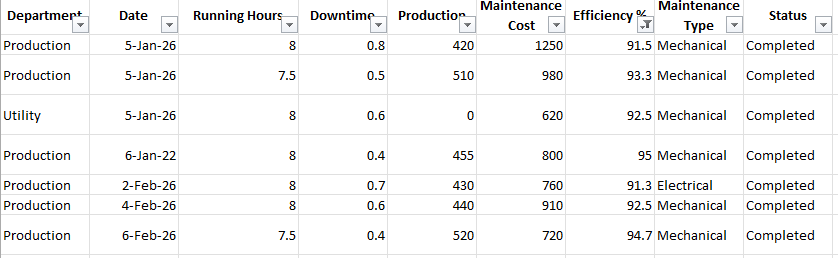 Department Date Running Hours Downtime Production Maintenance Cost Efficiency % Maintenance Type Status
Production 5-Jan-26 8 0.8 420 1250 91.5 Mechanical Completed
Production 5-Jan-26 7.5 0.5 510 980 93.3 Mechanical Completed
Utility 5-Jan-26 8 0.6 0 620 92.5 Mechanical Completed
Production 6-Jan-22 8 0.4 455 800 95 Mechanical Completed
Production 2-Feb-26 8 0.7 430 760 91.3 Electrical Completed
Production 4-Feb-26 8 0.6 440 910 92.5 Mechanical Completed
Production 6-Feb-26 7.5 0.4 520 720 94.7 Mechanical Completed